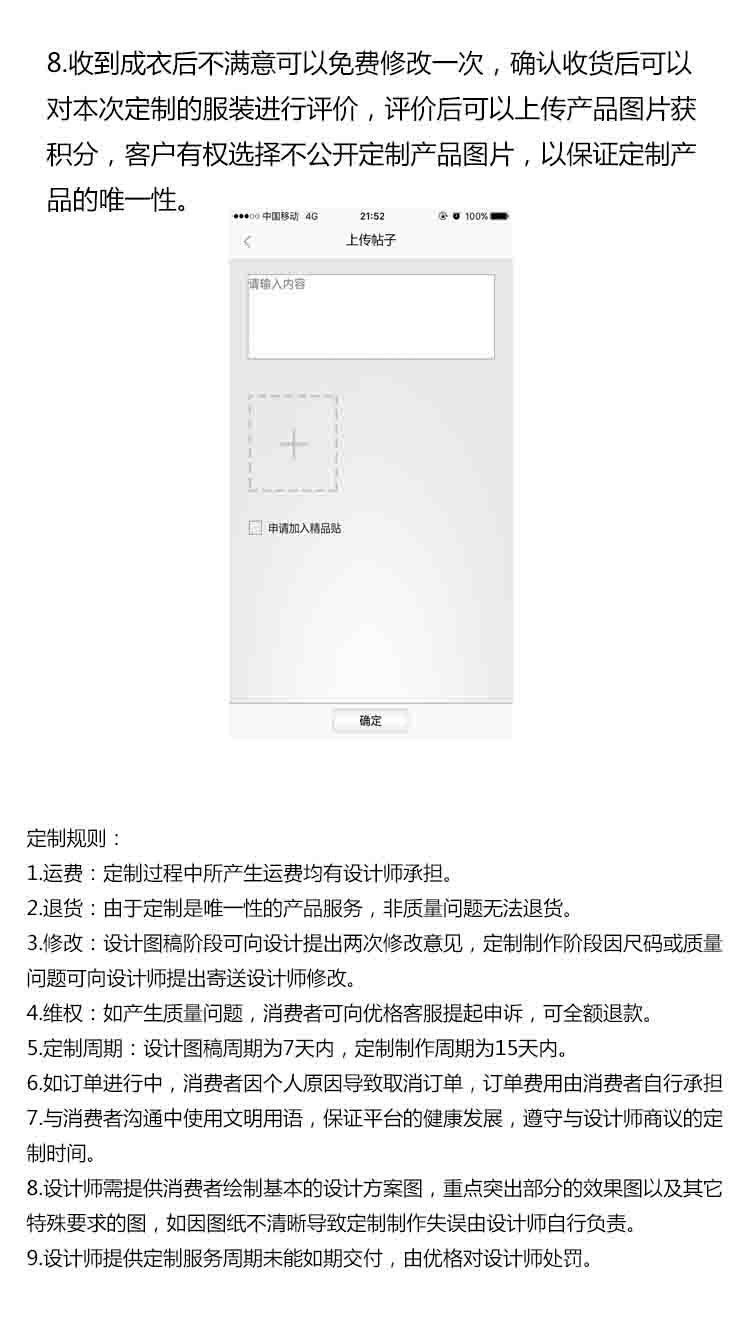 8.收到成衣后不满意可以免费修改一次，确认收货后可以
对本次定制的服装进行评价，评价后可以上传产品图片获
积分，客户有权选择不公开定制产品图片，以保证定制产
品的唯一性。
中国移动 4G 21:52 100%
上传帖子
请输入内容
申请加入精品贴
确定
定制规则：
1.运费：定制过程中所产生运费均有设计师承担。
2.退货：由于定制是唯一性的产品服务，非质量问题无法退货。
3.修改：设计图稿阶段可向设计提出两次修改意见，定制制作阶段因尺码或质量
问题可向设计师提出寄送设计师修改。
4.维权：如产生质量问题，消费者可向优格客服提起申诉，可全额退款。
5.定制周期：设计图稿周期为7天内，定制制作周期为15天内。
6.如订单进行中，消费者因个人原因导致取消订单，订单费用由消费者自行承担
7.与消费者沟通中使用文明用语，保证平台的健康发展，遵守与设计师商议的定
制时间。
8.设计师需提供消费者绘制基本的设计方案图，重点突出部分的效果图以及其它
特殊要求的图，如因图纸不清晰导致定制制作失误由设计师自行负责。
9.设计师提供定制服务周期未能如期交付，由优格对设计师处罚。